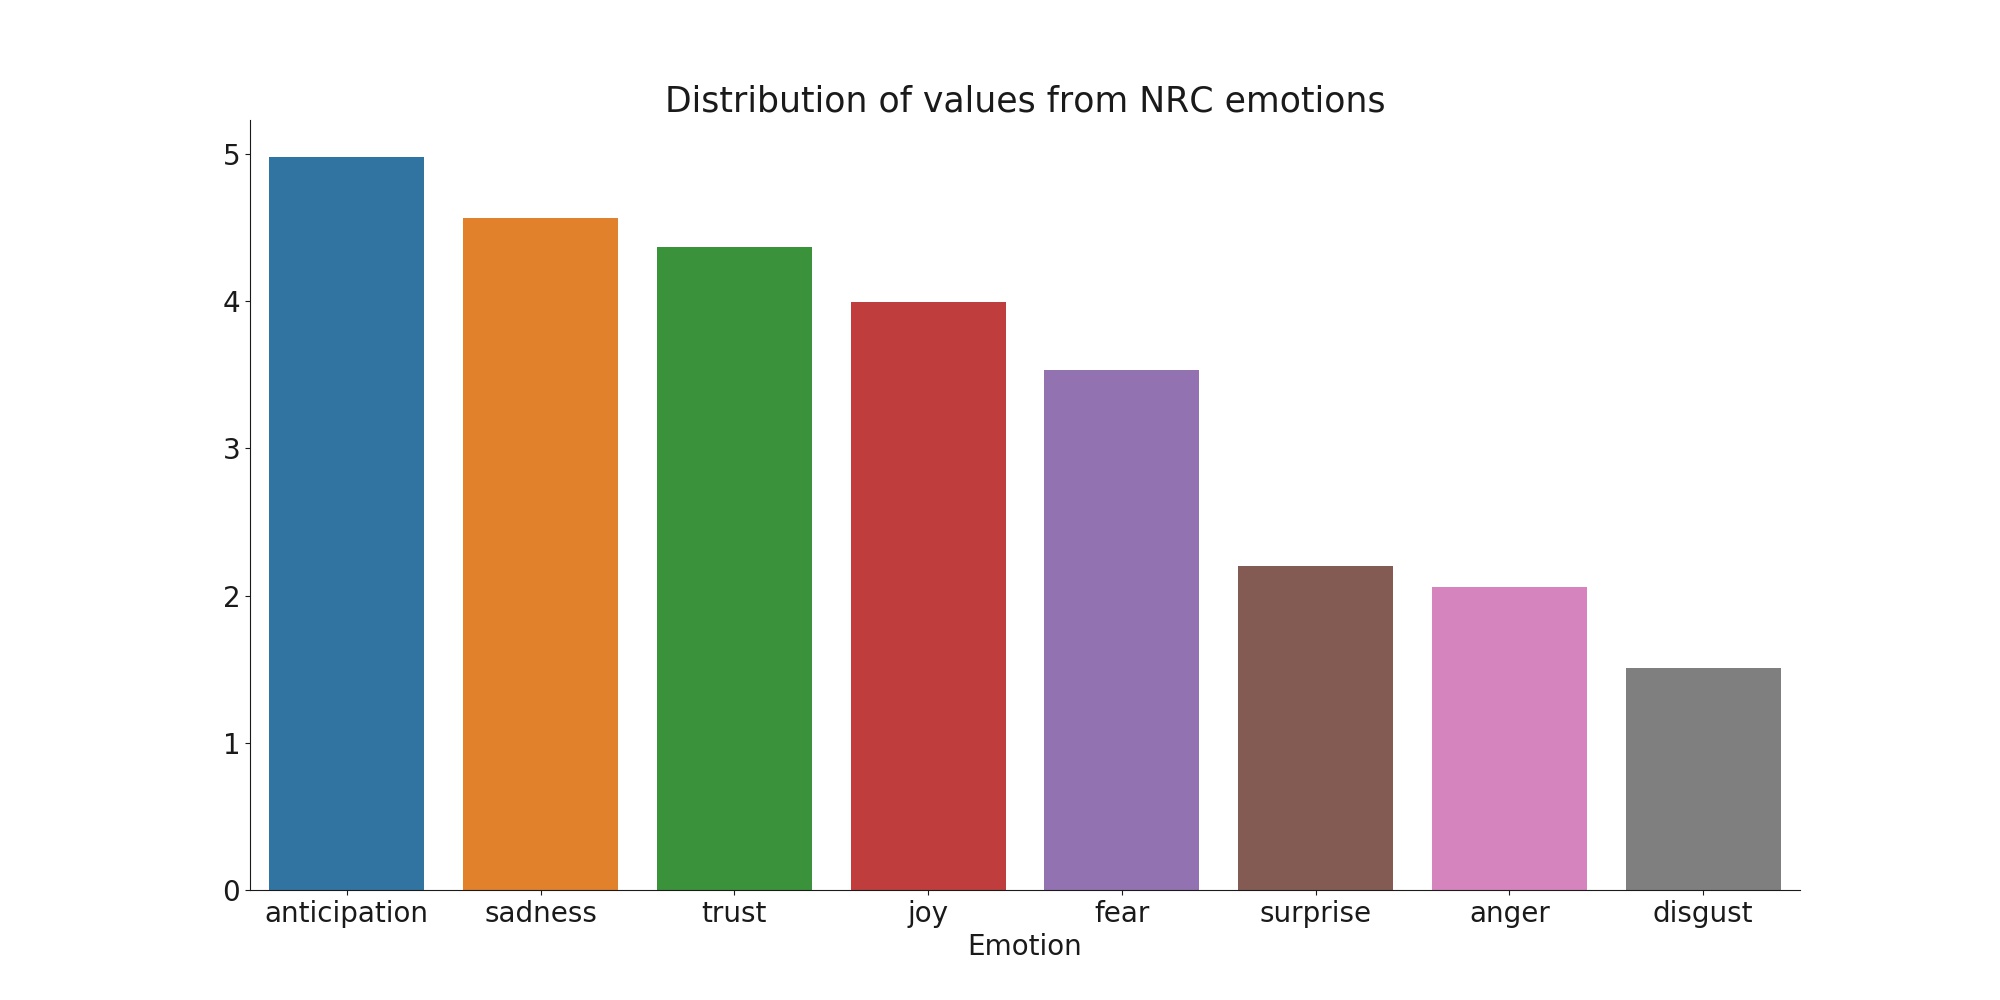 Distribution of values from NRC emotions
5
4
3
2
1
0
anticipation sadness trust joy fear surprise anger disgust
Emotion